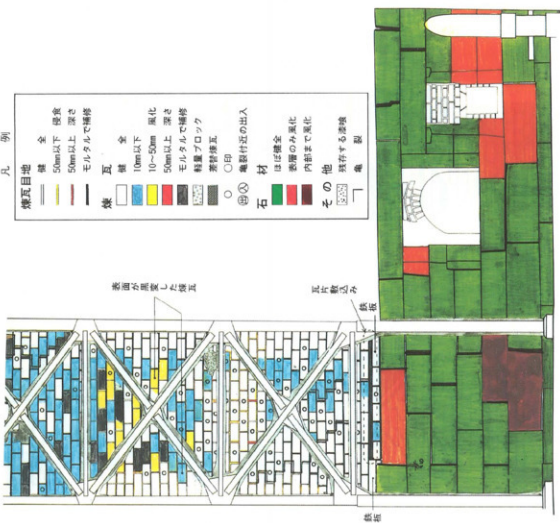 凡例
煉瓦目地
健全
50mm以下 侵食
50mm以上 深さ
モルタルで補修
煉瓦
健全
10mm以下
10～50mm 風化
50mm以上 深さ
モルタルで補修
軽量ブロック
差替煉瓦
〇印
凸凹 亀裂付近の出入
石材
ほぼ健全
表層のみ風化
内部まで風化
その他
残存する漆喰
亀裂
表面が黒変した煉瓦
瓦片敷込み
鉄板
鉄板